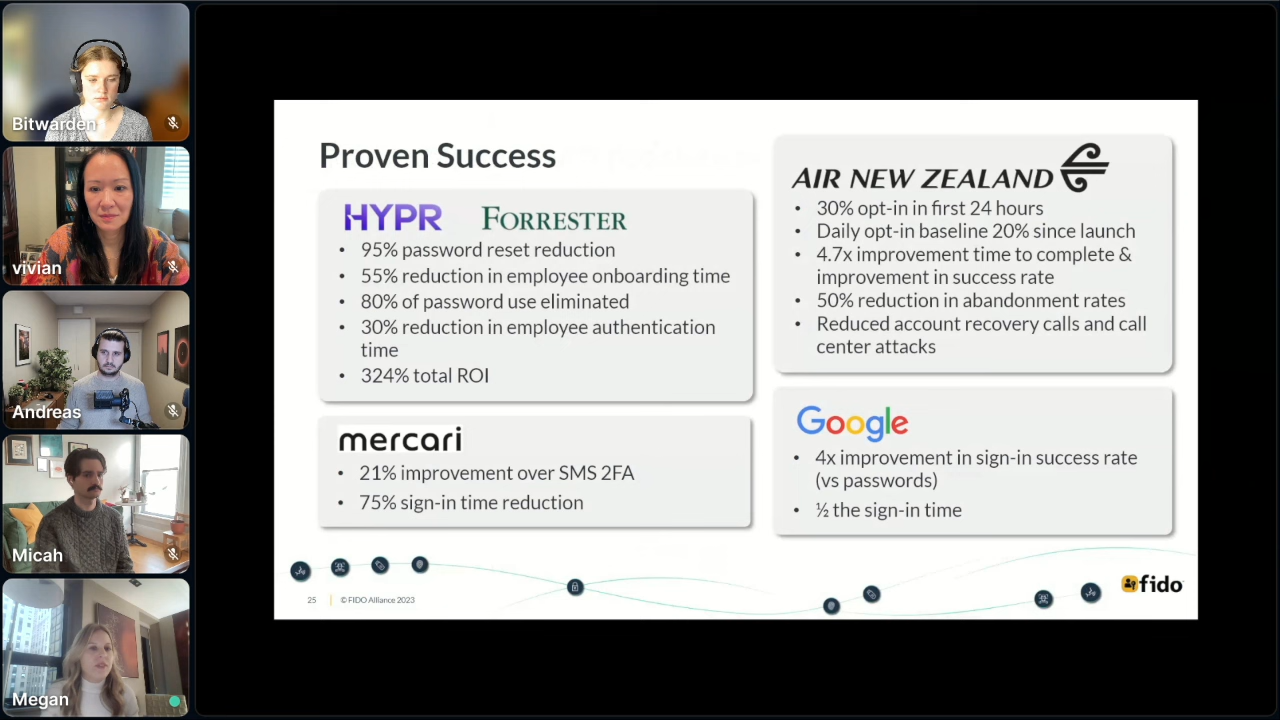 Bitwarden
vivian
Andreas
Micah
Megan
Proven Success
HYPR FORRESTER
• 95% password reset reduction
• 55% reduction in employee onboarding time
• 80% of password use eliminated
• 30% reduction in employee authentication
time
• 324% total ROI
mercari
• 21% improvement over SMS 2FA
• 75% sign-in time reduction
AIR NEW ZEALAND
• 30% opt-in in first 24 hours
• Daily opt-in baseline 20% since launch
• 4.7x improvement time to complete &
improvement in success rate
• 50% reduction in abandonment rates
• Reduced account recovery calls and call
center attacks
Google
• 4x improvement in sign-in success rate
(vs passwords)
• ½ the sign-in time
25 | © FIDO Alliance 2023
fido